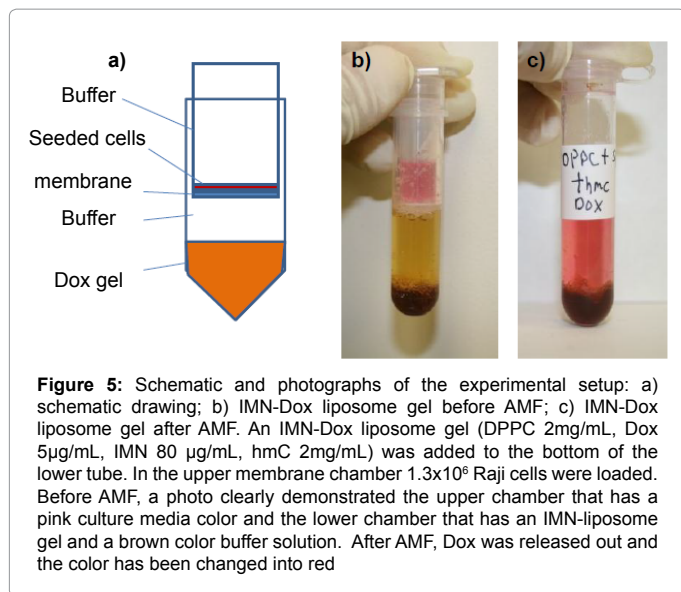 a)
Buffer
Seeded cells
membrane
Buffer
Dox gel
b)
c)
DPPC +
thmc
Dox
Figure 5: Schematic and photographs of the experimental setup: a)
schematic drawing; b) IMN-Dox liposome gel before AMF; c) IMN-Dox
liposome gel after AMF. An IMN-Dox liposome gel (DPPC 2mg/mL, Dox
5µg/mL, IMN 80 µg/mL, hmC 2mg/mL) was added to the bottom of the
lower tube. In the upper membrane chamber 1.3x10⁶ Raji cells were loaded.
Before AMF, a photo clearly demonstrated the upper chamber that has a
pink culture media color and the lower chamber that has an IMN-liposome
gel and a brown color buffer solution.  After AMF, Dox was released out and
the color has been changed into red